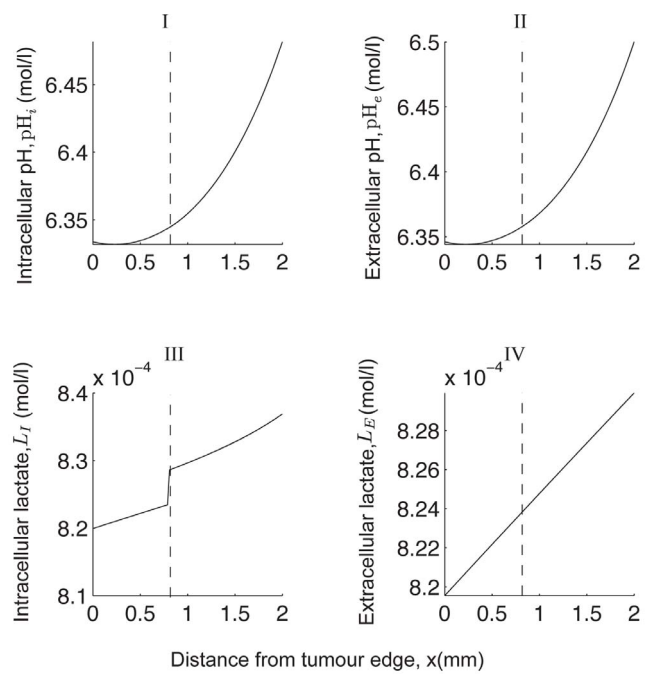 I
Intracellular pH, pHᵢ (mol/l)
6.45
6.4
6.35
0 0.5 1 1.5 2
II
Extracellular pH, pHₑ (mol/l)
6.5
6.45
6.4
6.35
0 0.5 1 1.5 2
III
x 10⁻⁴
Intracellular lactate, L_I (mol/l)
8.4
8.3
8.2
8.1
0 0.5 1 1.5 2
IV
x 10⁻⁴
Extracellular lactate, L_E (mol/l)
8.28
8.26
8.24
8.22
8.2
0 0.5 1 1.5 2
Distance from tumour edge, x(mm)